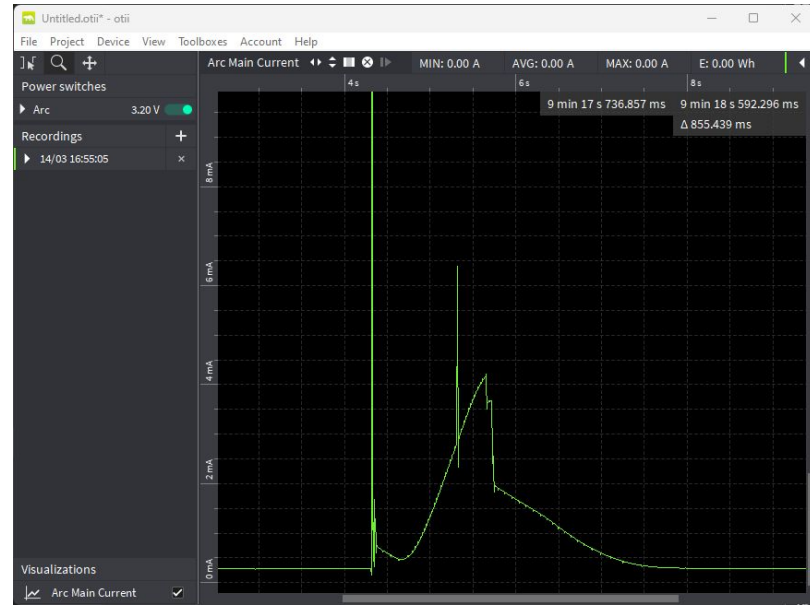 Untitled.otii* - otii
File Project Device View Toolboxes Account Help
Arc Main Current MIN: 0.00 A AVG: 0.00 A MAX: 0.00 A E: 0.00 Wh
Power switches
Arc 3.20 V
Recordings +
14/03 16:55:05 ×
4 s 6 s 8 s
9 min 17 s 736.857 ms 9 min 18 s 592.296 ms
Δ 855.439 ms
8 mA
6 mA
4 mA
2 mA
0 mA
Visualizations
Arc Main Current